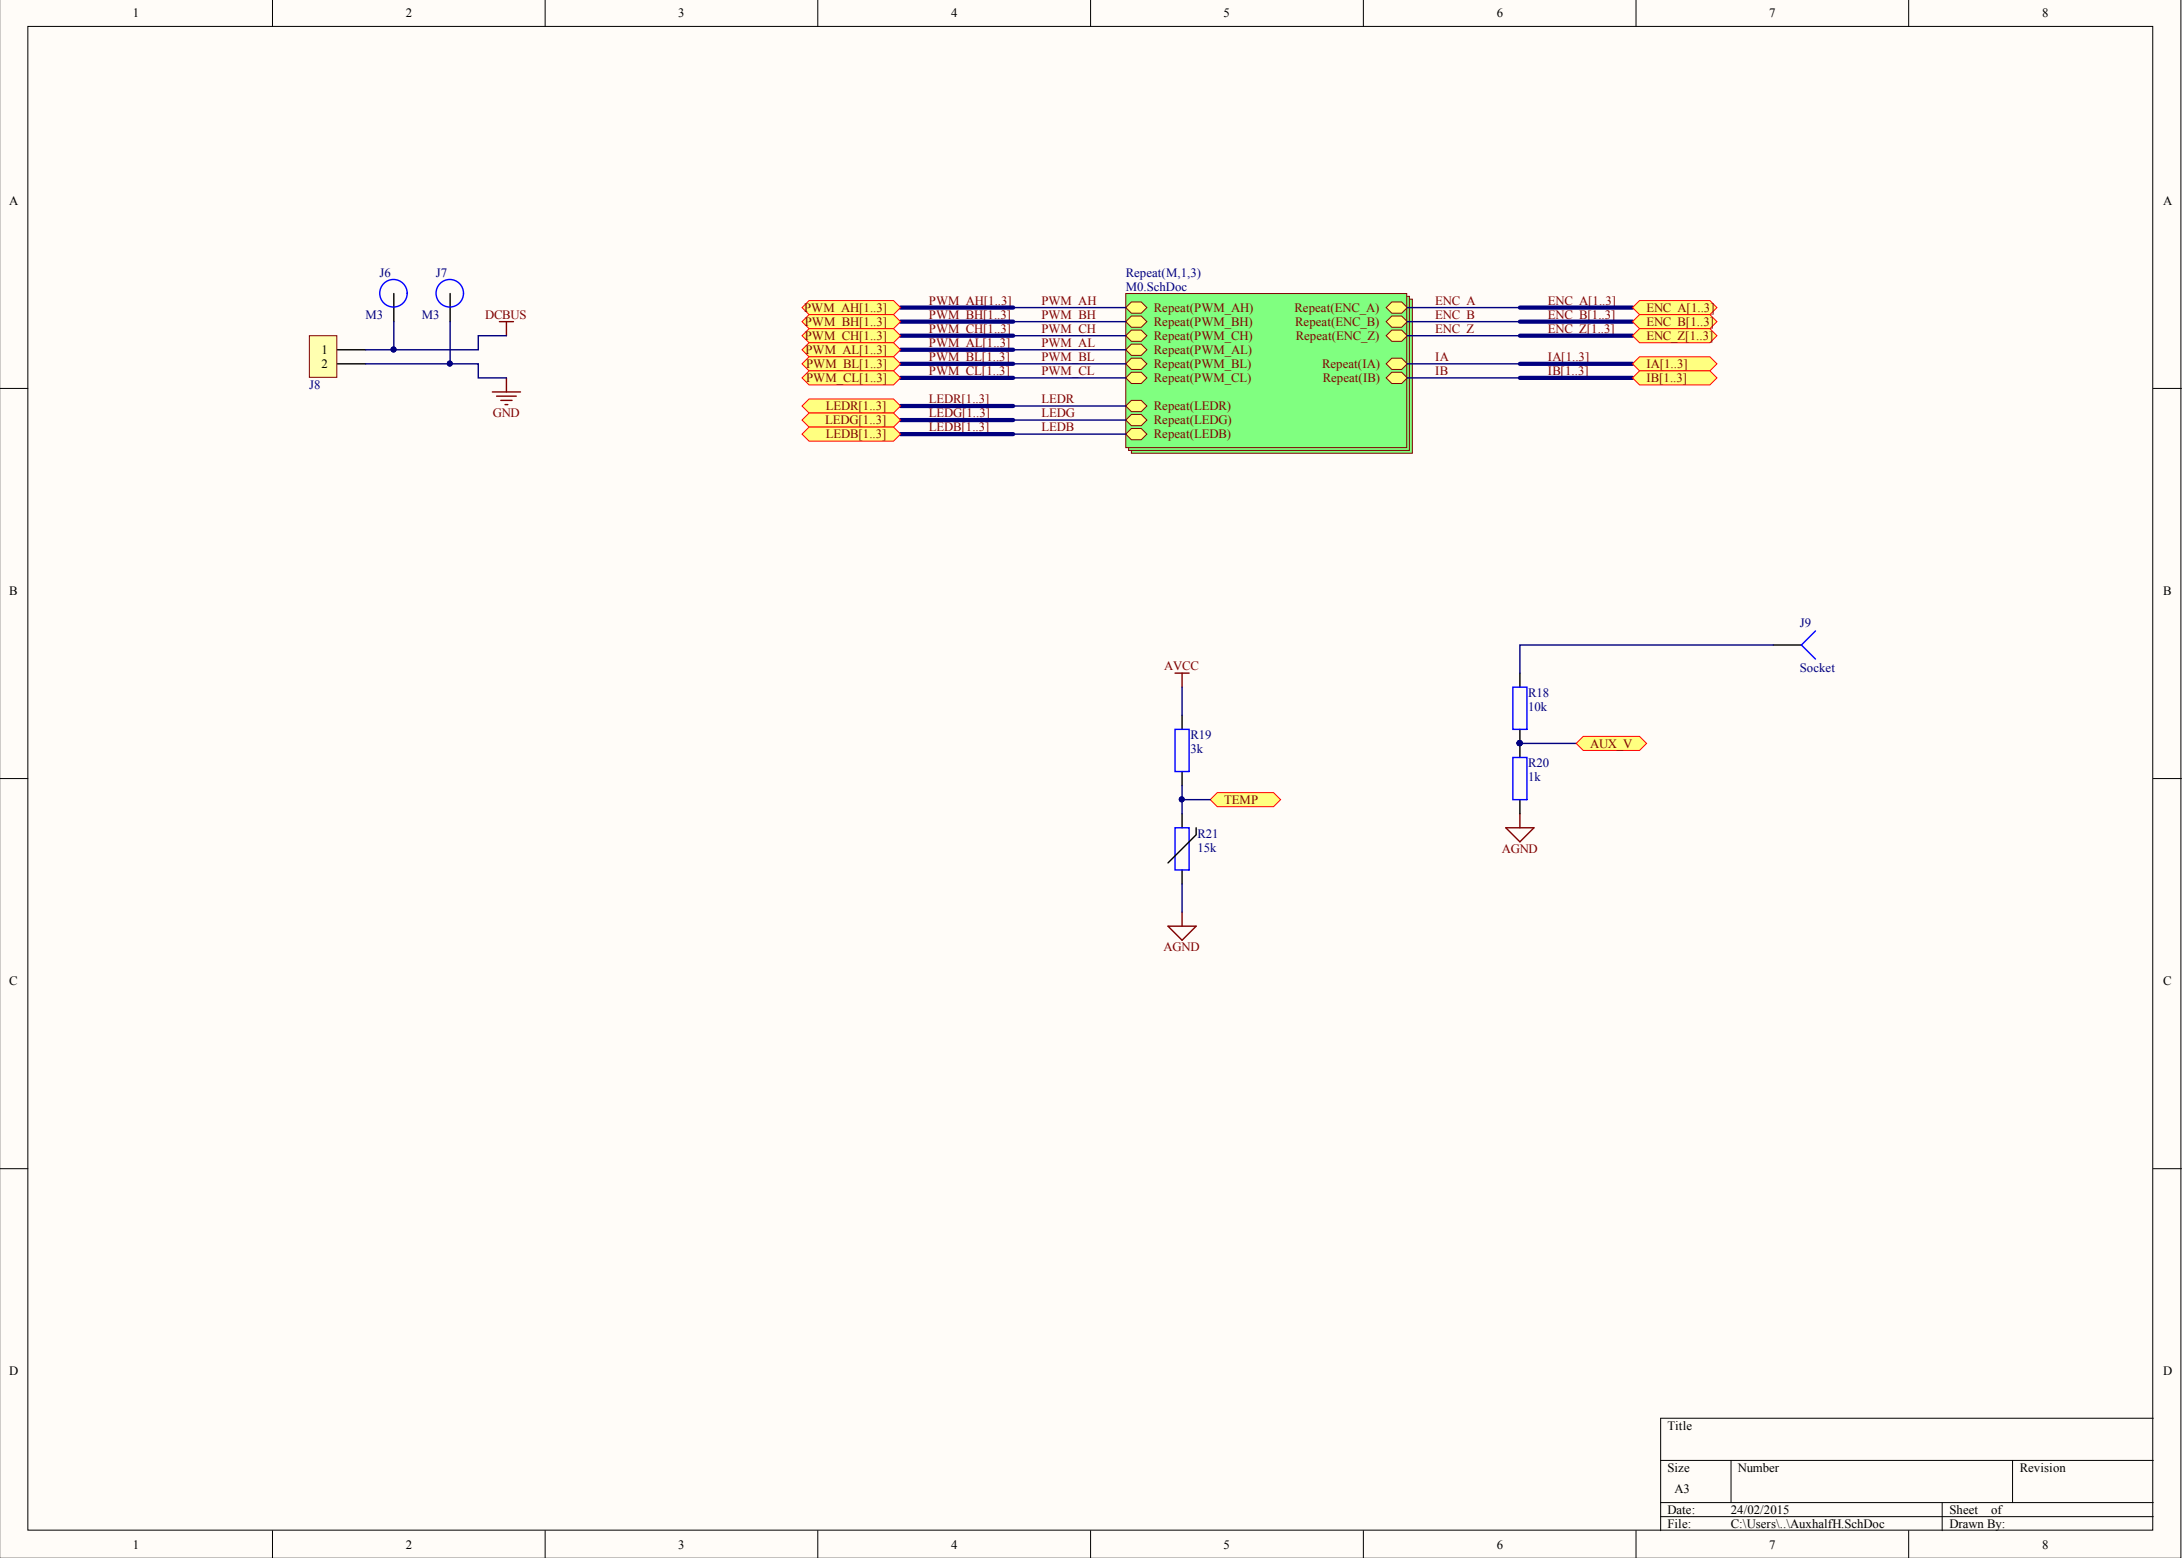 1 2 3 4 5 6 7 8
A A
J6 J7
M3 M3
DCBUS
1
2
J8
GND
Repeat(M,1,3)
M0.SchDoc
PWM_AH[1..3] PWM_AH[1..3] PWM_AH Repeat(PWM_AH) Repeat(ENC_A) ENC_A ENC_A[1..3] ENC_A[1..3]
PWM_BH[1..3] PWM_BH[1..3] PWM_BH Repeat(PWM_BH) Repeat(ENC_B) ENC_B ENC_B[1..3] ENC_B[1..3]
PWM_CH[1..3] PWM_CH[1..3] PWM_CH Repeat(PWM_CH) Repeat(ENC_Z) ENC_Z ENC_Z[1..3] ENC_Z[1..3]
PWM_AL[1..3] PWM_AL[1..3] PWM_AL Repeat(PWM_AL)
PWM_BL[1..3] PWM_BL[1..3] PWM_BL Repeat(PWM_BL) Repeat(IA) IA IA[1..3] IA[1..3]
PWM_CL[1..3] PWM_CL[1..3] PWM_CL Repeat(PWM_CL) Repeat(IB) IB IB[1..3] IB[1..3]
LEDR[1..3] LEDR[1..3] LEDR Repeat(LEDR)
LEDG[1..3] LEDG[1..3] LEDG Repeat(LEDG)
LEDB[1..3] LEDB[1..3] LEDB Repeat(LEDB)
B B
J9
Socket
AVCC
R19
3k
TEMP
R21
15k
AGND
R18
10k
AUX_V
R20
1k
AGND
C C
D D
Title
Size Number Revision
A3
Date: 24/02/2015 Sheet of
File: C:\Users\..\AuxhalfH.SchDoc Drawn By:
1 2 3 4 5 6 7 8